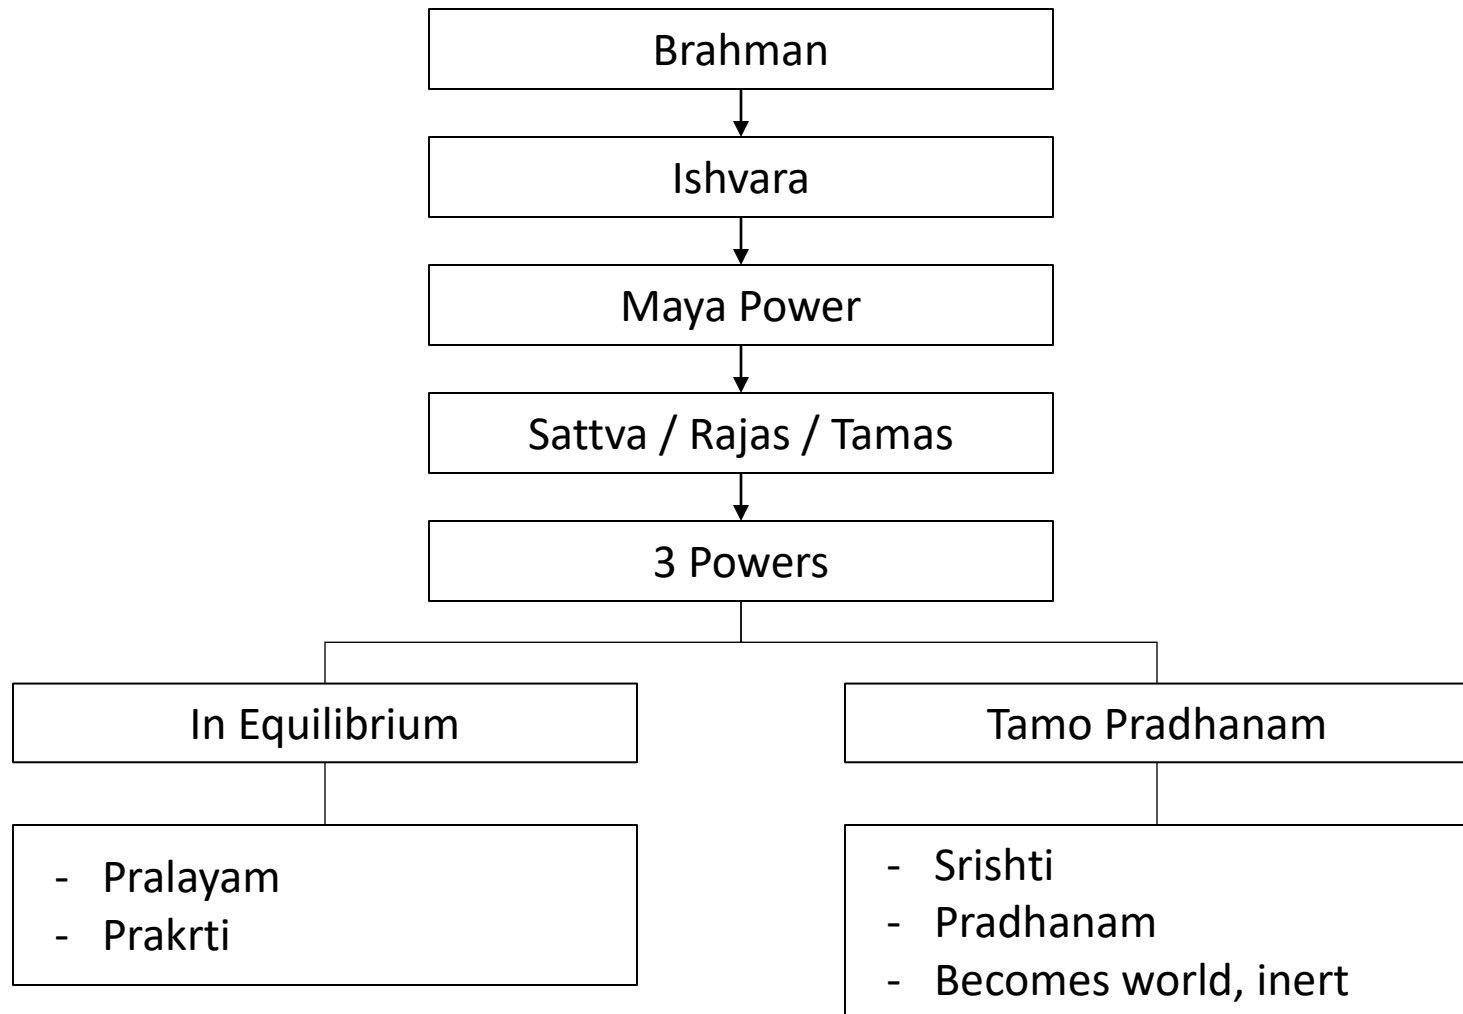 Brahman
Ishvara
Maya Power
Sattva / Rajas / Tamas
3 Powers
In Equilibrium
Tamo Pradhanam
- Pralayam
- Prakrti
- Srishti
- Pradhanam
- Becomes world, inert